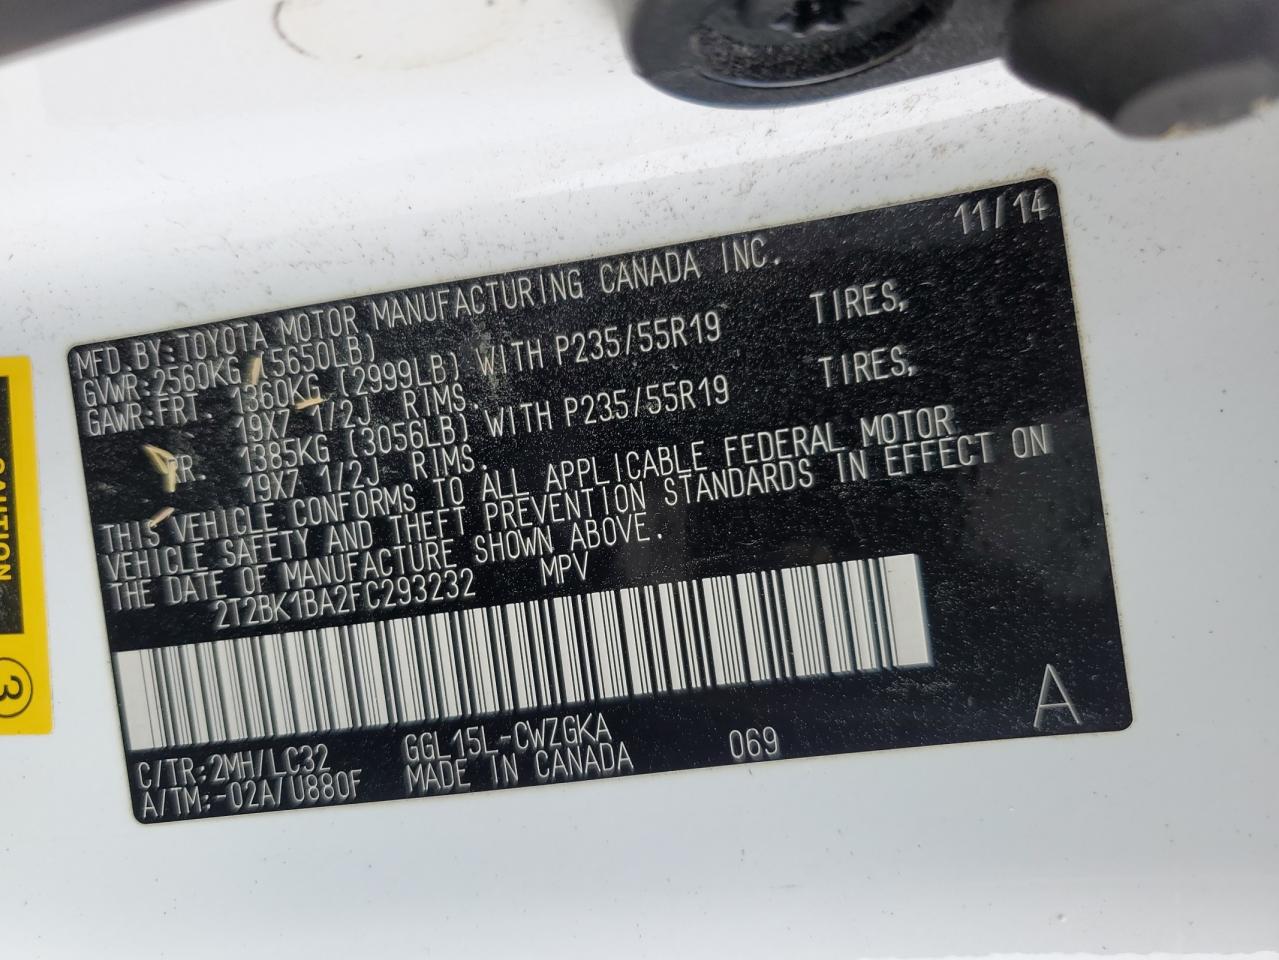 11/14
MFD.BY:TOYOTA MOTOR MANUFACTURING CANADA INC.
GVWR:2560KG (5650LB)
GAWR:FRT. 1360KG (2999LB) WITH P235/55R19 TIRES,
19X7 1/2J RIMS.
RR. 1385KG (3056LB) WITH P235/55R19 TIRES,
19X7 1/2J RIMS.
THIS VEHICLE CONFORMS TO ALL APPLICABLE FEDERAL MOTOR
VEHICLE SAFETY AND THEFT PREVENTION STANDARDS IN EFFECT ON
THE DATE OF MANUFACTURE SHOWN ABOVE.
2T2BK1BA2FC293232 MPV
C/TR:2MH/LC32 GGL15L-CWZGKA 069 A
A/TM:-02A/U880F MADE IN CANADA
CAUTION
3